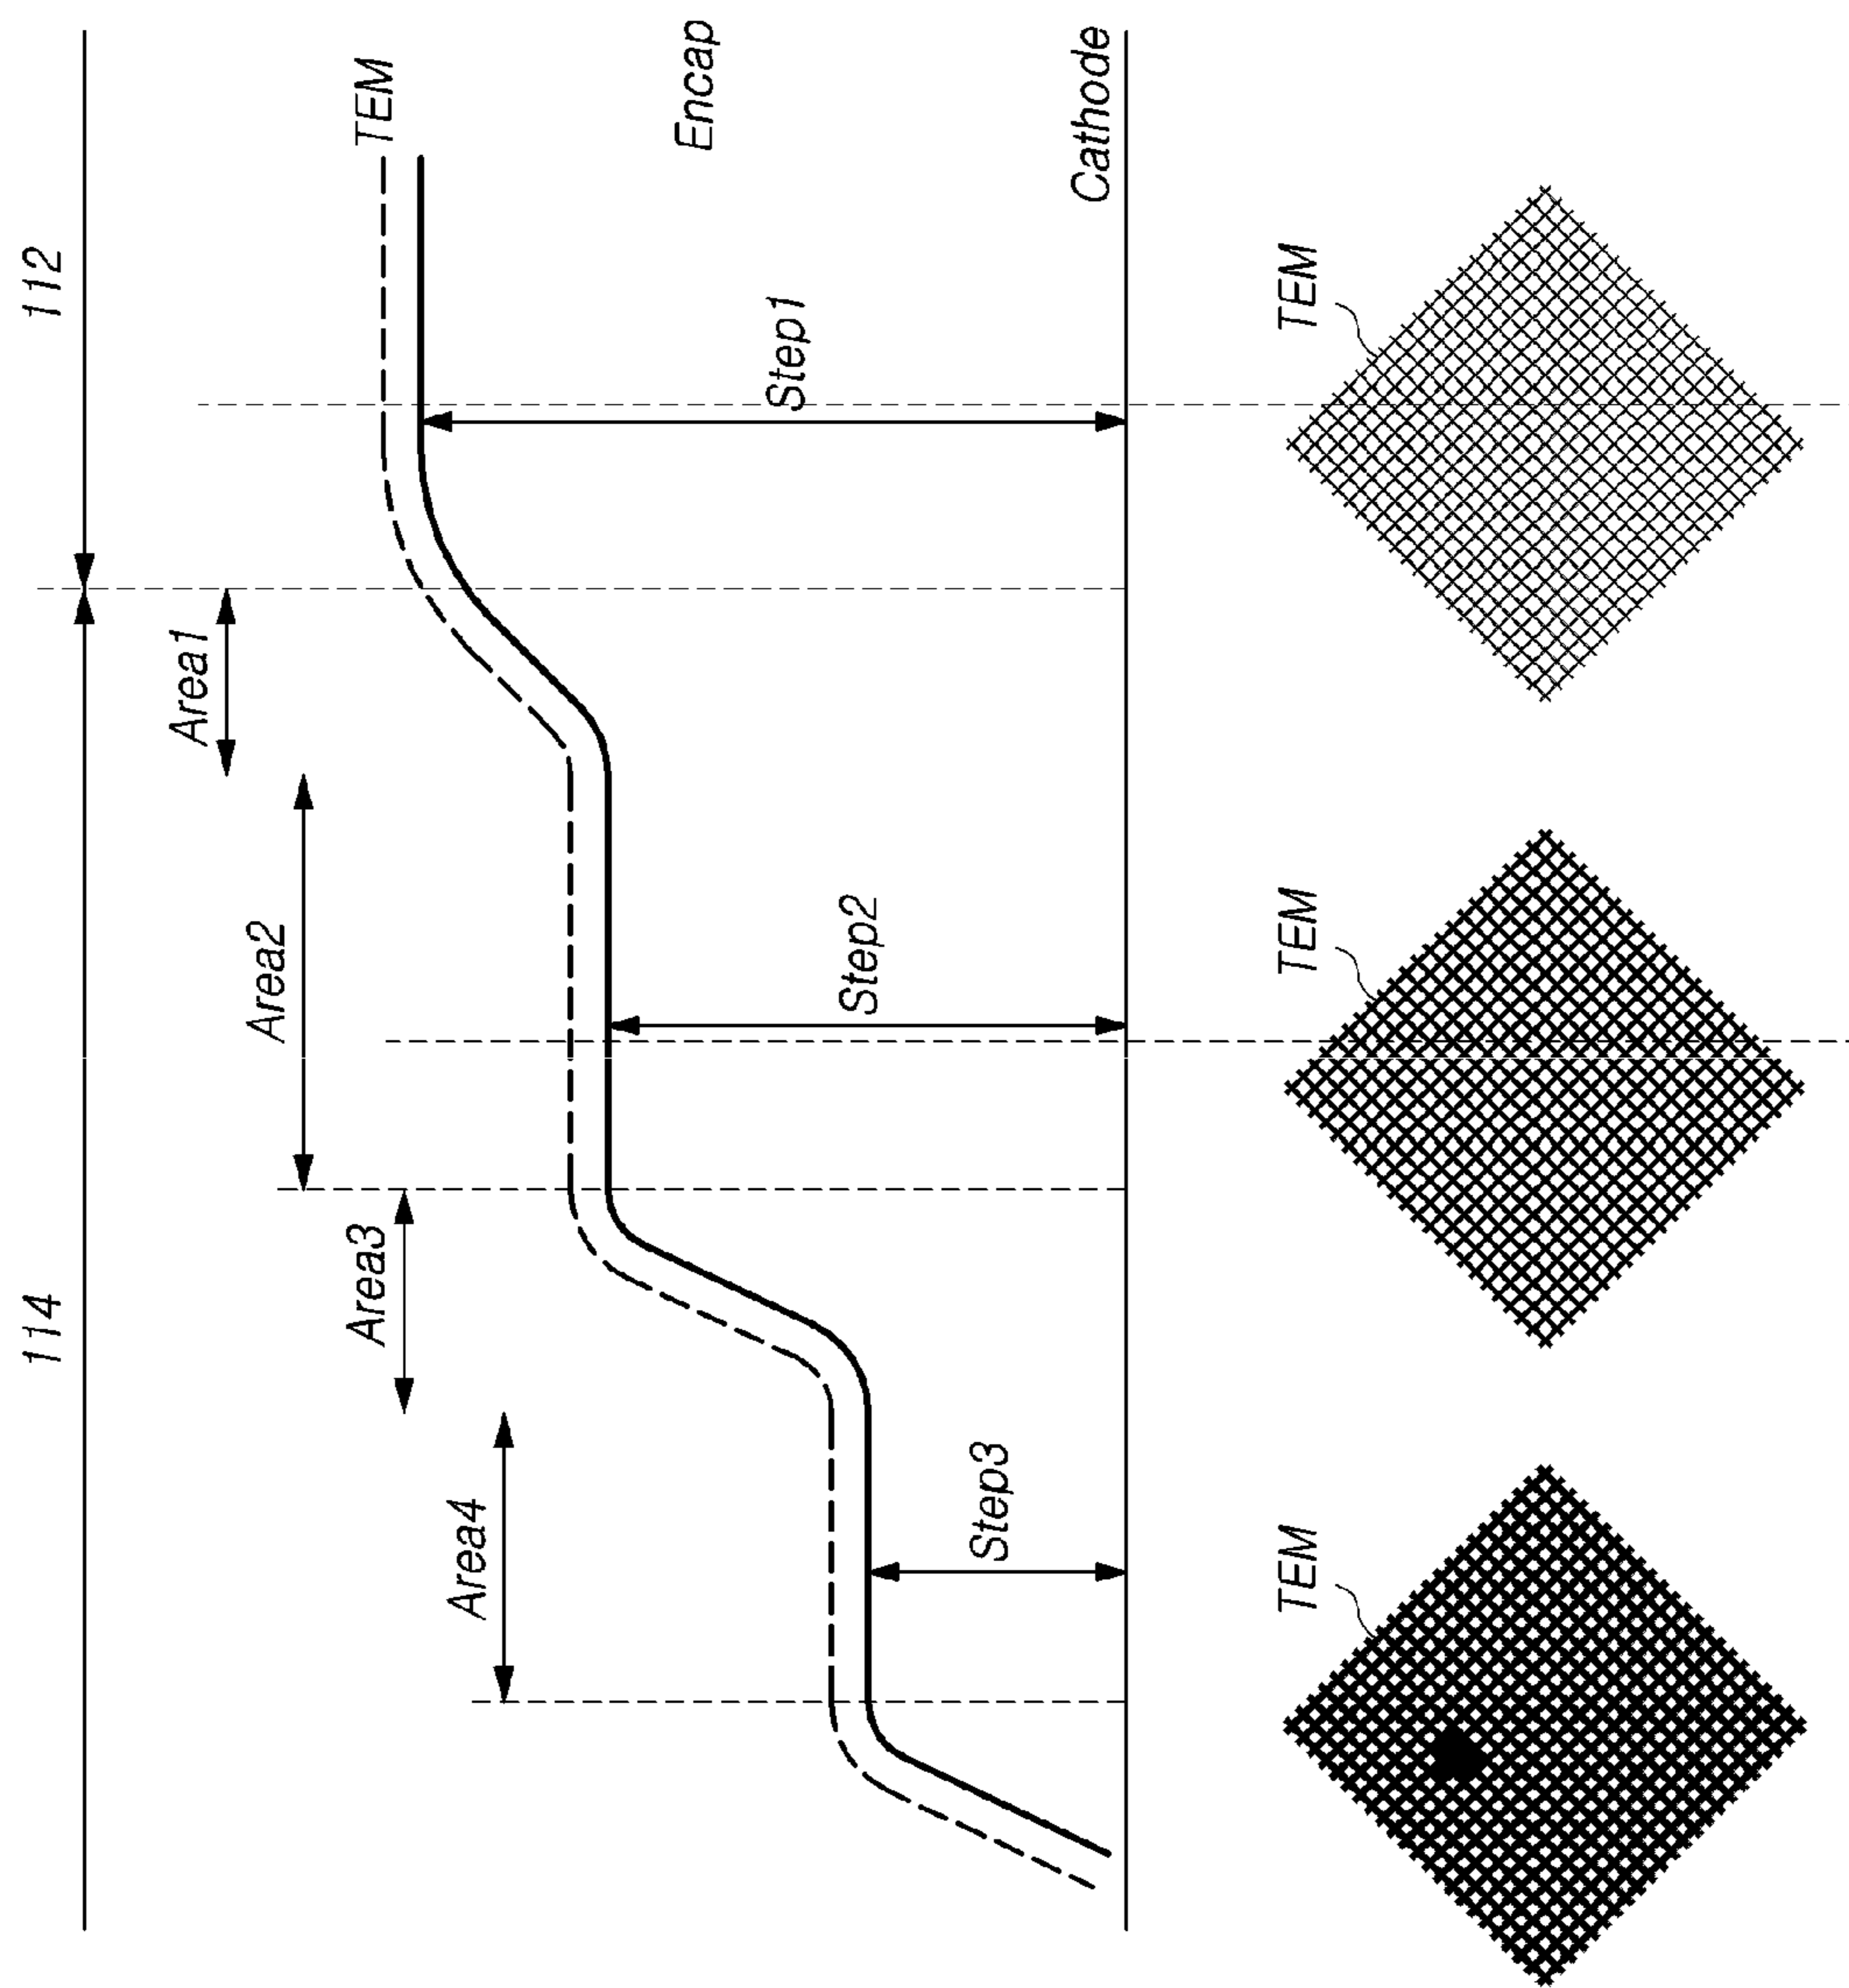 114
112
Area1
Area2
Area3
Area4
TEM
Encap
Cathode
Step3
Step2
Step1
TEM
TEM
TEM